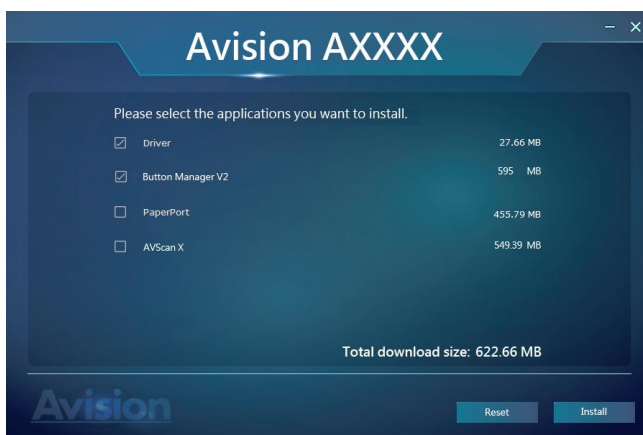 Avision AXXXX
Please select the applications you want to install.
Driver 27.66 MB
Button Manager V2 595 MB
PaperPort 455.79 MB
AVScan X 549.39 MB
Total download size: 622.66 MB
Avision
Reset Install